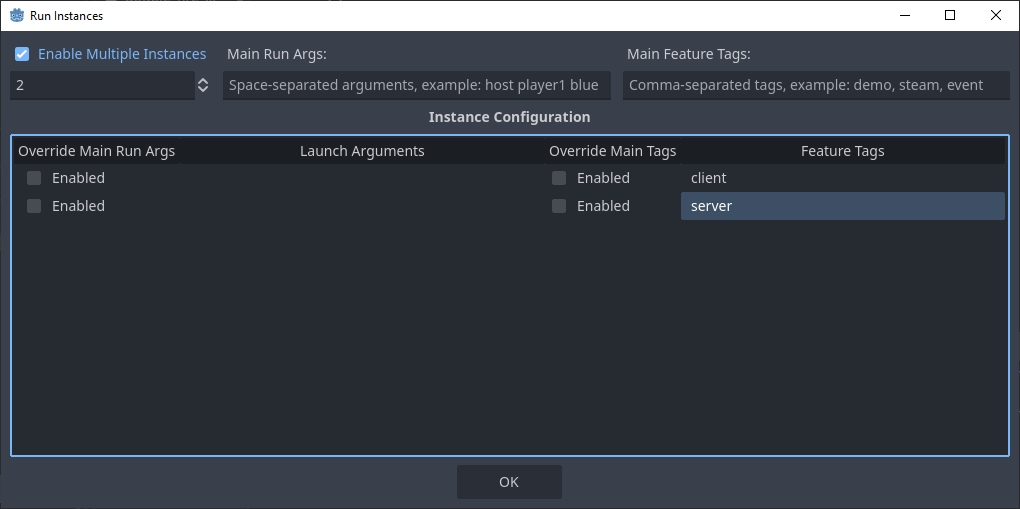 Run Instances
Enable Multiple Instances Main Run Args: Main Feature Tags:
2 Space-separated arguments, example: host player1 blue Comma-separated tags, example: demo, steam, event
Instance Configuration
Override Main Run Args Launch Arguments Override Main Tags Feature Tags
Enabled Enabled client
Enabled Enabled server
OK